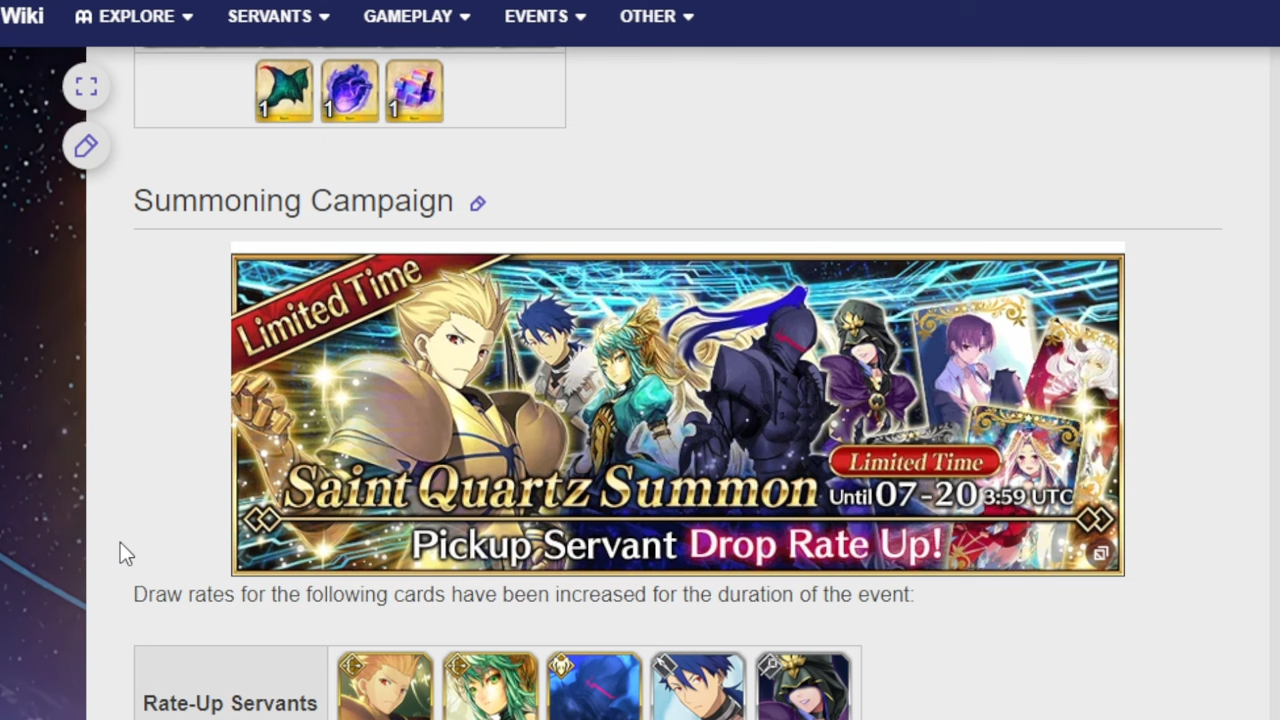 Wiki EXPLORE SERVANTS GAMEPLAY EVENTS OTHER
1 1 1
Summoning Campaign
Limited Time
Limited Time
Saint Quartz Summon Until 07-20 3:59 UTC
Pickup Servant Drop Rate Up!
Draw rates for the following cards have been increased for the duration of the event:
Rate-Up Servants